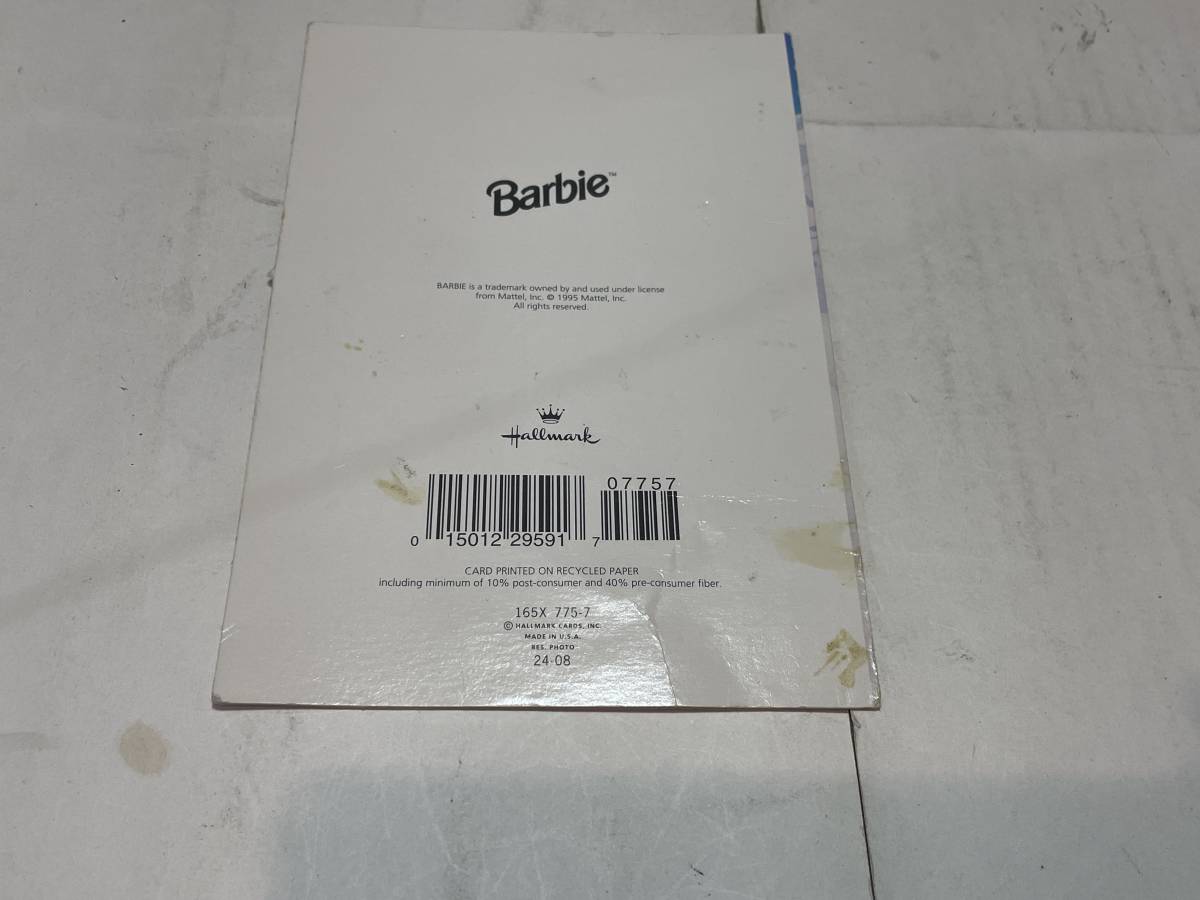 Barbie™
BARBIE is a trademark owned by and used under license
from Mattel, Inc. © 1995 Mattel, Inc.
All rights reserved.
Hallmark
07757
0 15012 29591 7
CARD PRINTED ON RECYCLED PAPER
including minimum of 10% post-consumer and 40% pre-consumer fiber.
165X 775-7
© HALLMARK CARDS, INC.
MADE IN U.S.A.
RES. PHOTO
24-08